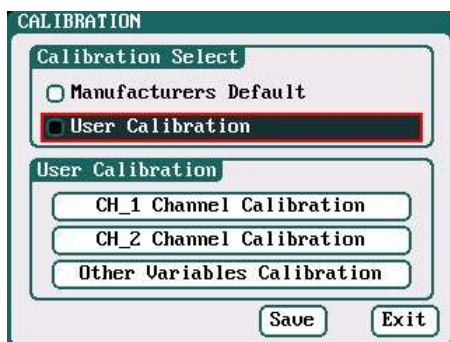 CALIBRATION
Calibration Select
Manufacturers Default
User Calibration
User Calibration
CH_1 Channel Calibration
CH_2 Channel Calibration
Other Variables Calibration
Save Exit